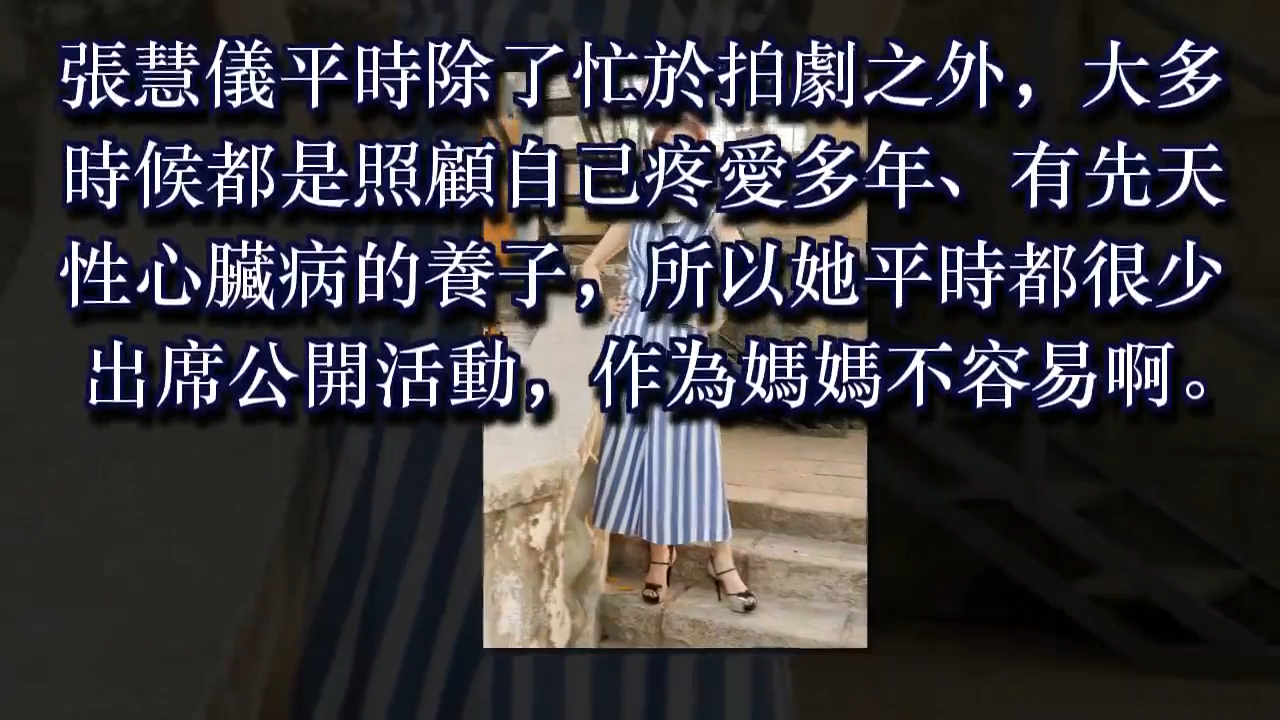 張慧儀平時除了忙於拍劇之外，大多
時候都是照顧自己疼愛多年、有先天
性心臟病的養子，所以她平時都很少
出席公開活動，作為媽媽不容易啊。